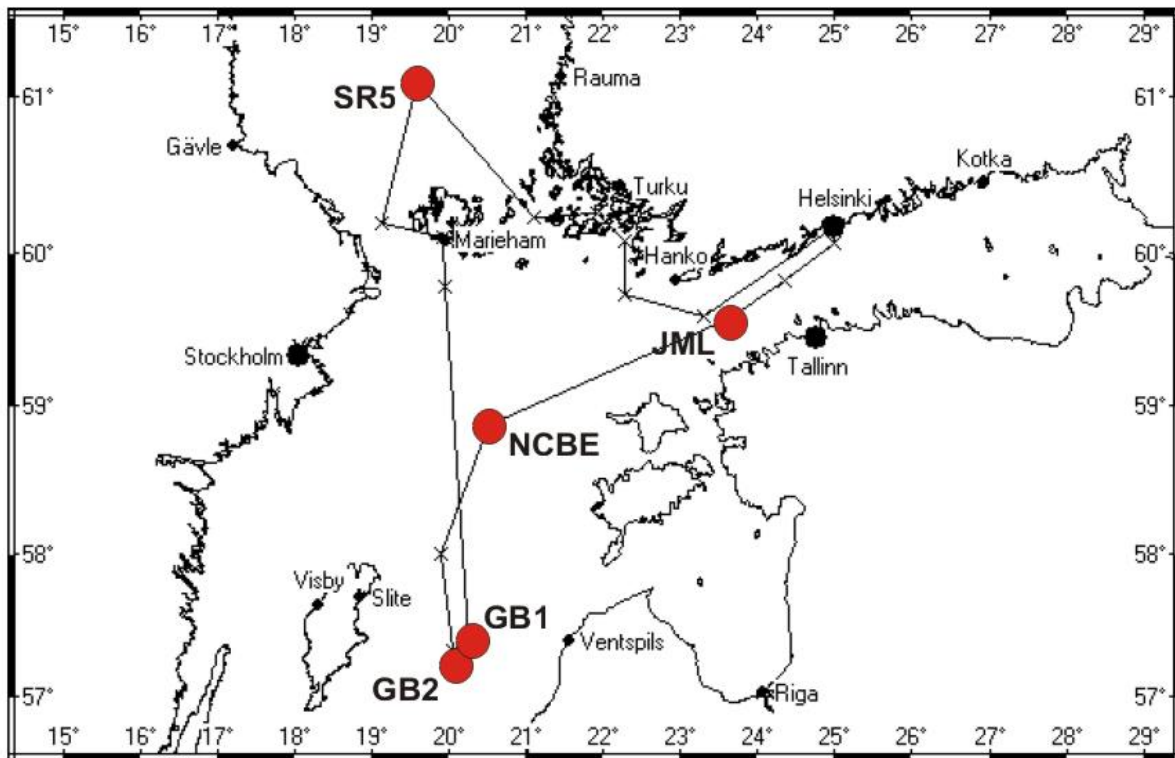 15° 16° 17° 18° 19° 20° 21° 22° 23° 24° 25° 26° 27° 28° 29°
Rauma
SR5
61° 61°
Gävle
Kotka
Turku
Helsinki
Marieham
Hanko
60° 60°
Stockholm
JML
Tallinn
59° 59°
NCBE
58° 58°
Visby
Slite
GB1
Ventspils
GB2
57° 57°
Riga
15° 16° 17° 18° 19° 20° 21° 22° 23° 24° 25° 26° 27° 28° 29°